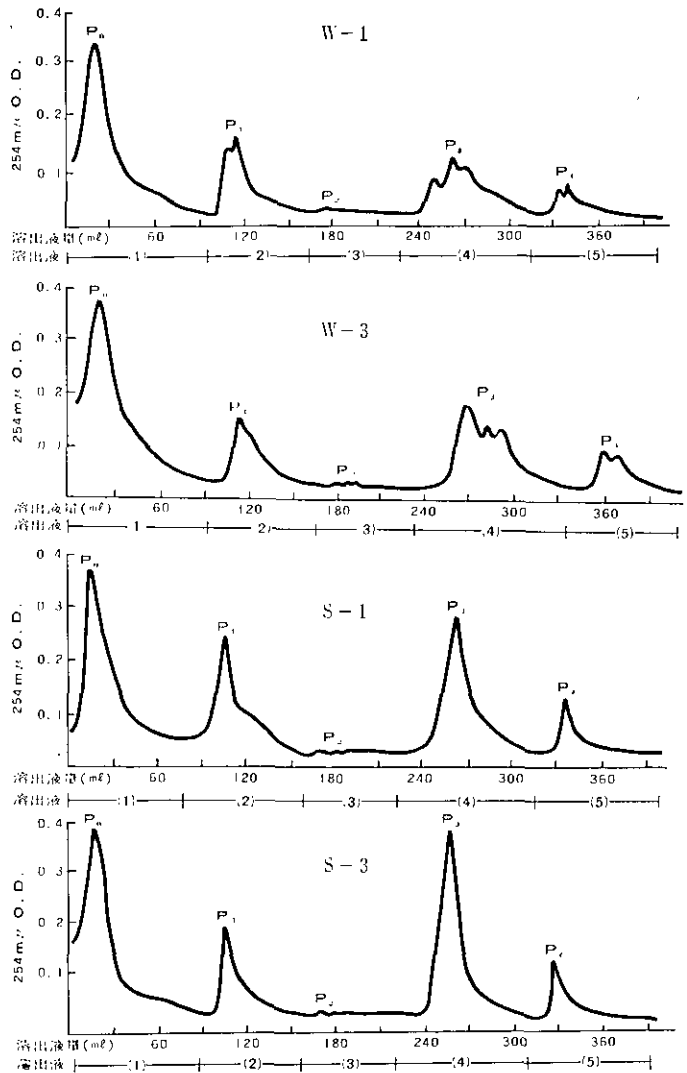 W-1
254mμ O.D.
0.4
0.3
0.2
0.1
P₀
P₁
P₂
P₃
P₄
60 120 180 240 300 360
溶出液量(mℓ)
溶出液 (1) (2) (3) (4) (5)
W-3
254mμ O.D.
0.4
0.3
0.2
0.1
P₀
P₁
P₂
P₃
P₄
60 120 180 240 300 360
溶出液量(mℓ)
溶出液 1 2) 3) (4) (5)
S-1
254mμ O.D.
0.4
0.3
0.2
0.1
P₀
P₁
P₂
P₃
P₄
60 120 180 240 300 360
溶出液量(mℓ)
溶出液 (1) (2) (3) (4) (5)
S-3
254mμ O.D.
0.4
0.3
0.2
0.1
P₀
P₁
P₂
P₃
P₄
60 120 180 240 300 360
溶出液量(mℓ)
溶出液 (1) (2) (3) (4) (5)